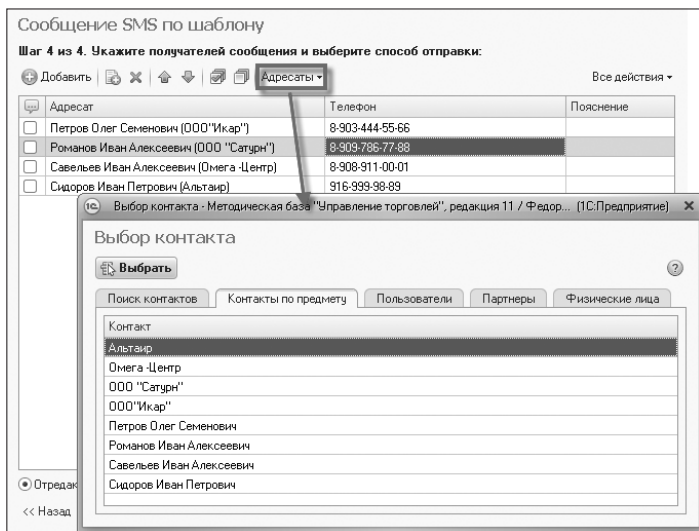 Сообщение SMS по шаблону
Шаг 4 из 4. Укажите получателей сообщения и выберите способ отправки:
Добавить Адресаты Все действия
Адресат Телефон Пояснение
Петров Олег Семенович (ООО"Икар") 8-903-444-55-66
Романов Иван Алексеевич (ООО "Сатурн") 8-909-786-77-88
Савельев Иван Алексеевич (Омега -Центр) 8-908-911-00-01
Сидоров Иван Петрович (Альтаир) 916-999-98-89
1С Выбор контакта - Методическая база "Управление торговлей", редакция 11 / Федор... (1С:Предприятие)
Выбор контакта
Выбрать ?
Поиск контактов Контакты по предмету Пользователи Партнеры Физические лица
Контакт
Альтаир
Омега -Центр
ООО "Сатурн"
ООО"Икар"
Петров Олег Семенович
Романов Иван Алексеевич
Савельев Иван Алексеевич
Сидоров Иван Петрович
Отредак
<< Назад